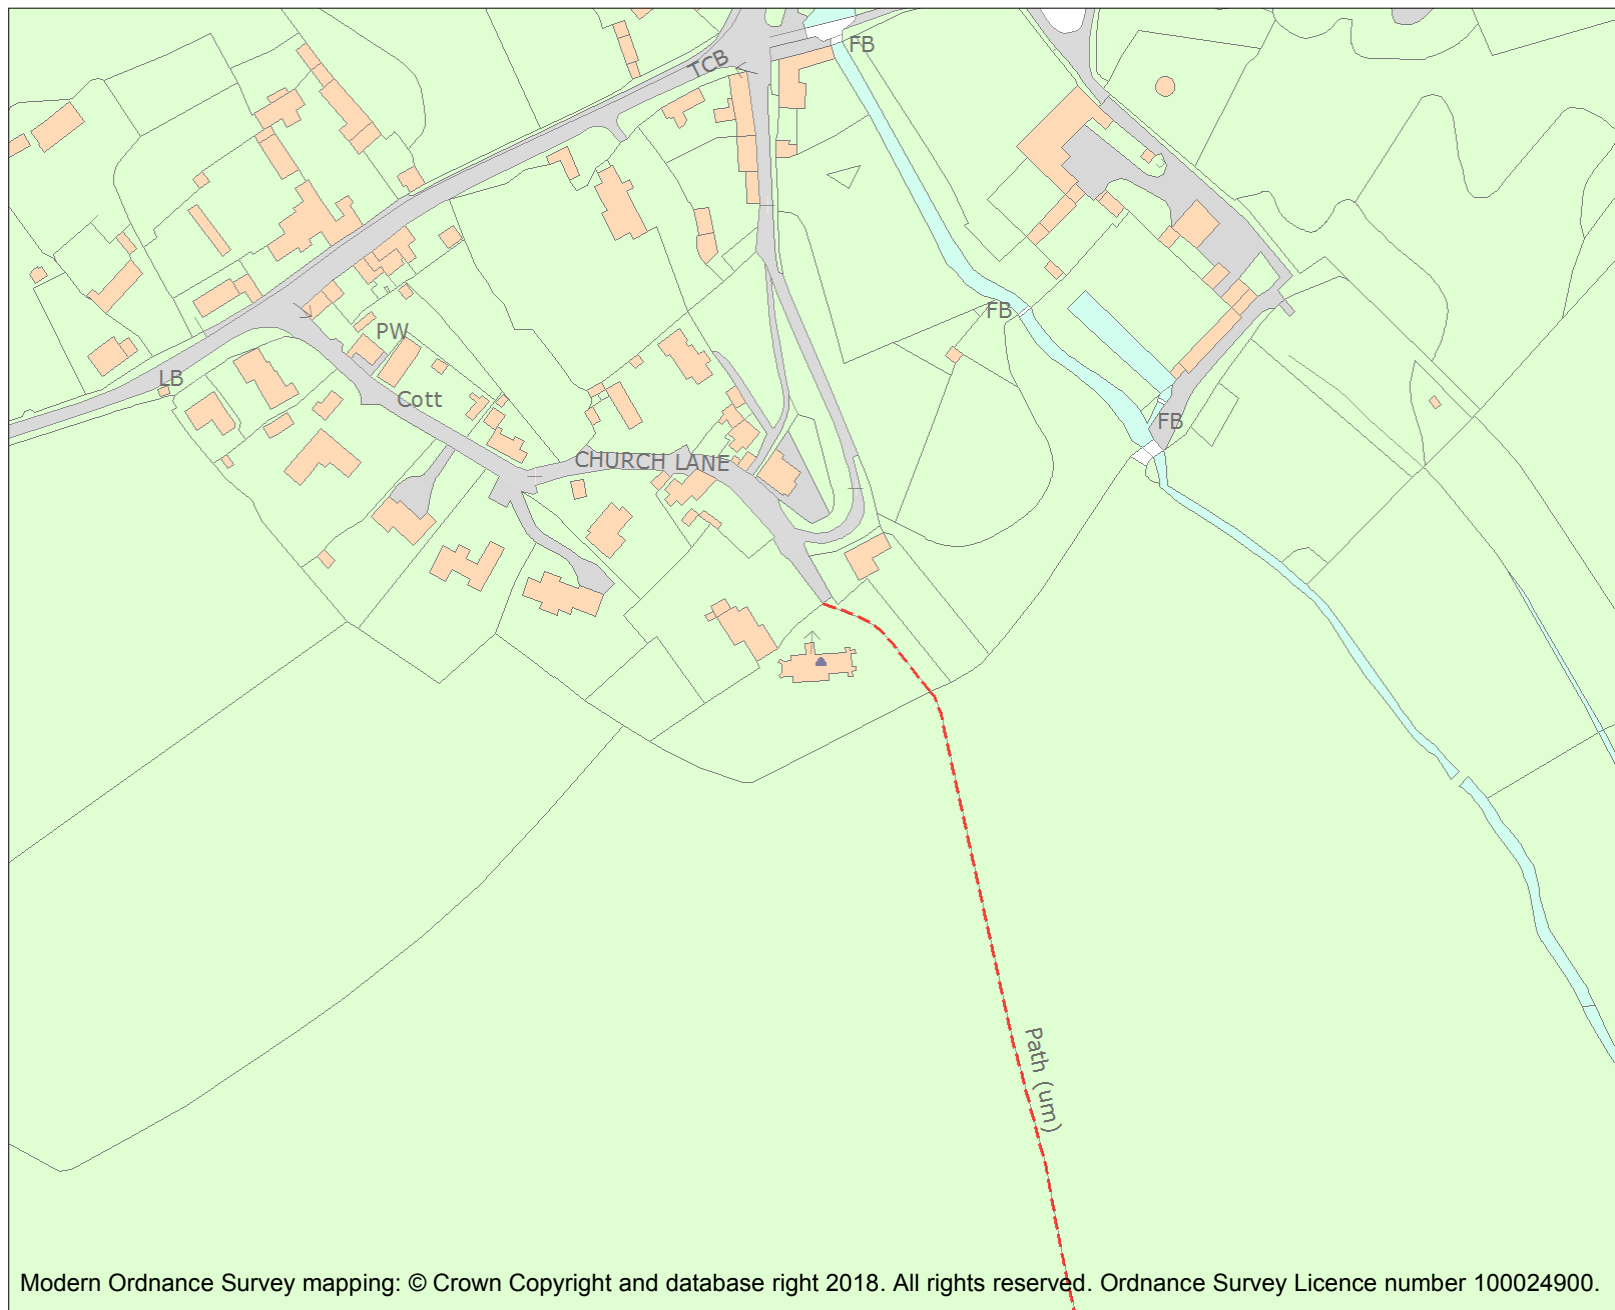 TCB
FB
FB
PW
LB
Cott
FB
CHURCH LANE
Path (um)
Modern Ordnance Survey mapping: © Crown Copyright and database right 2018. All rights reserved. Ordnance Survey Licence number 100024900.